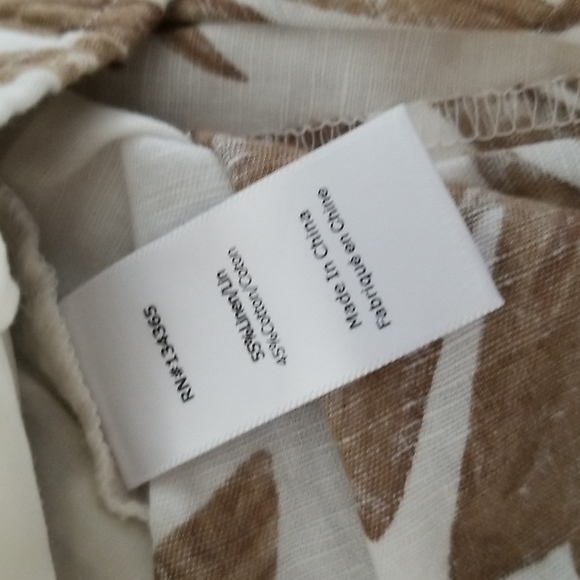 Made In China
Fabriqué en Chine
55%Linen/Lin
45%Cotton/Coton
RN#134365